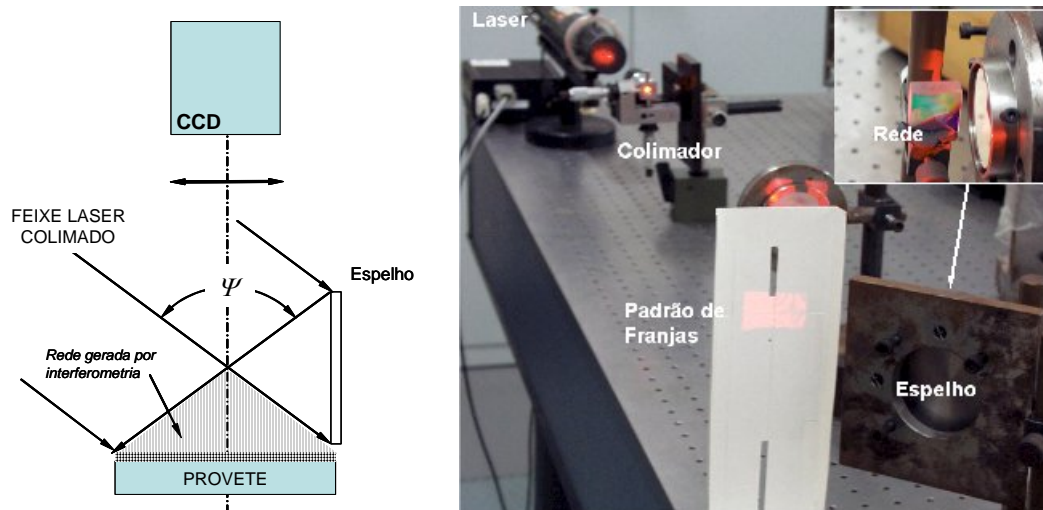 CCD
FEIXE LASER
COLIMADO
Ψ
Espelho
Rede gerada por
interferometria
PROVETE
Laser
Colimador
Rede
Padrão de
Franjas
Espelho